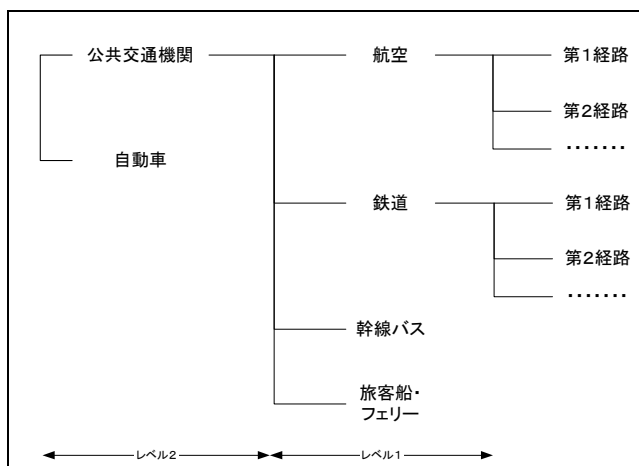 公共交通機関
航空
第1経路
第2経路
・・・・・・・
自動車
鉄道
第1経路
第2経路
・・・・・・・
幹線バス
旅客船・
フェリー
レベル2
レベル1